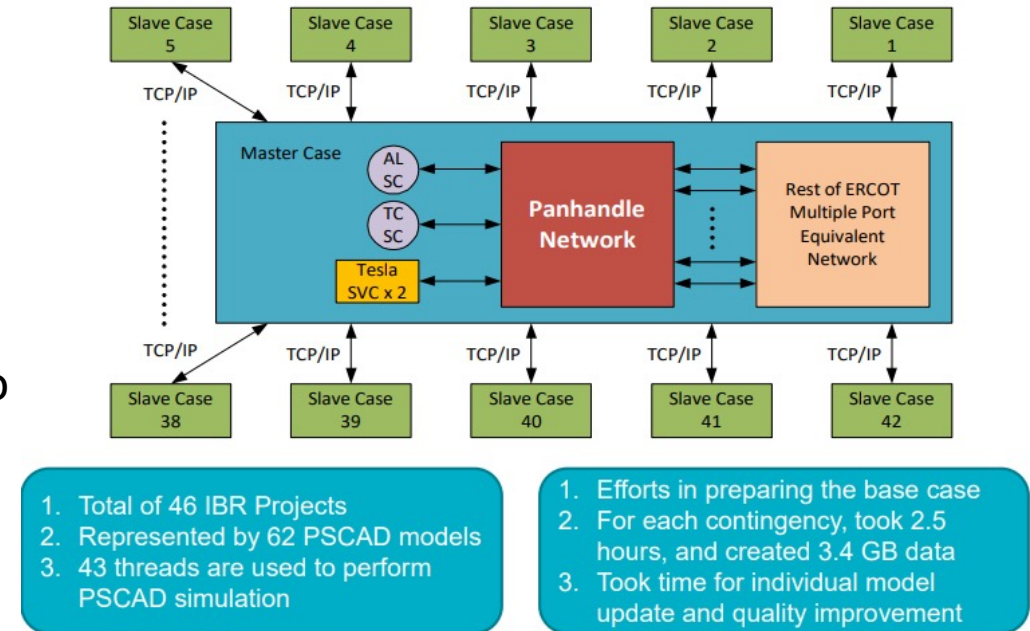 Slave Case
5
Slave Case
4
Slave Case
3
Slave Case
2
Slave Case
1
TCP/IP
TCP/IP
TCP/IP
TCP/IP
TCP/IP
Master Case
AL
SC
TC
SC
Tesla
SVC x 2
Panhandle
Network
Rest of ERCOT
Multiple Port
Equivalent
Network
TCP/IP
TCP/IP
TCP/IP
TCP/IP
TCP/IP
Slave Case
38
Slave Case
39
Slave Case
40
Slave Case
41
Slave Case
42
1. Total of 46 IBR Projects
2. Represented by 62 PSCAD models
3. 43 threads are used to perform
PSCAD simulation
1. Efforts in preparing the base case
2. For each contingency, took 2.5
hours, and created 3.4 GB data
3. Took time for individual model
update and quality improvement